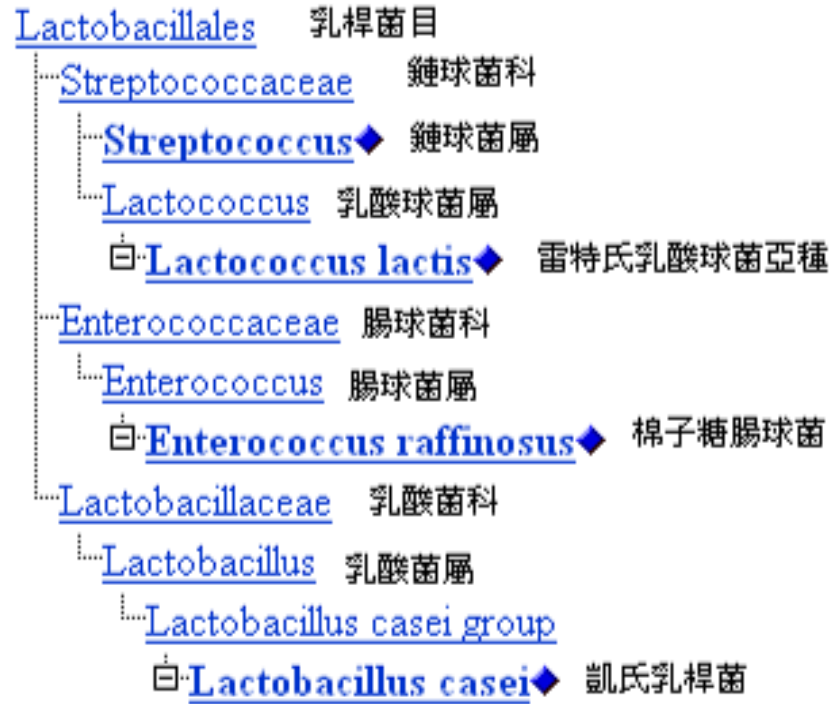 Lactobacillales 乳桿菌目
Streptococcaceae 鏈球菌科
Streptococcus 鏈球菌屬
Lactococcus 乳酸球菌屬
Lactococcus lactis 雷特氏乳酸球菌亞種
Enterococcaceae 腸球菌科
Enterococcus 腸球菌屬
Enterococcus raffinosus 棉子糖腸球菌
Lactobacillaceae 乳酸菌科
Lactobacillus 乳酸菌屬
Lactobacillus casei group
Lactobacillus casei 凱氏乳桿菌